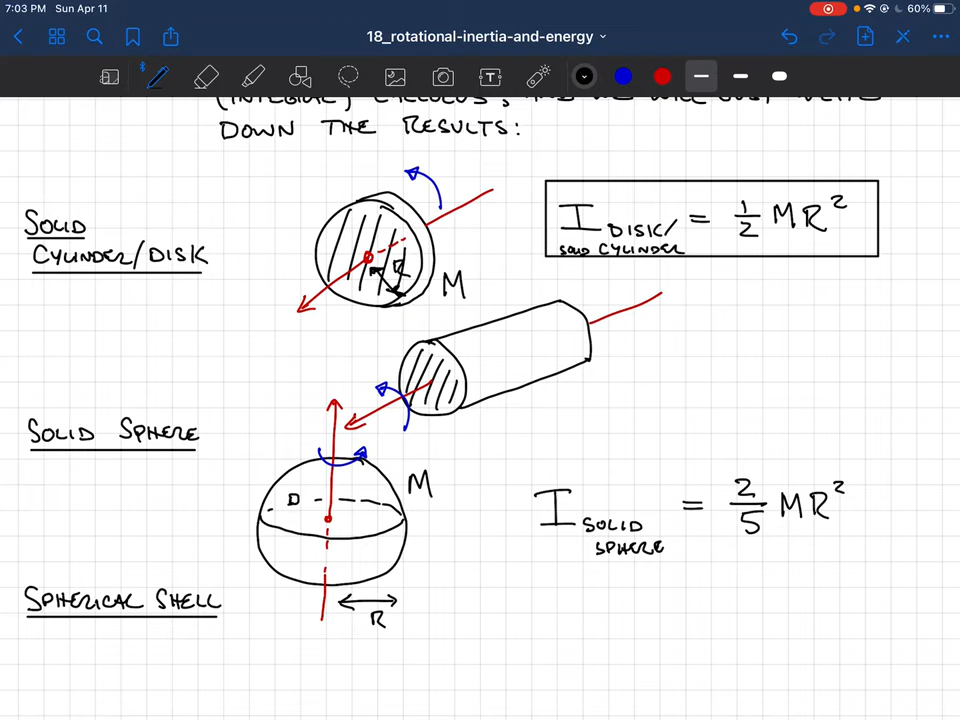 7:03 PM Sun Apr 11
60%
18_rotational-inertia-and-energy
DOWN THE RESULTS:
SOLID
CYLINDER/DISK
R
M
I DISK/ SOLID CYLINDER = 1/2 MR²
SOLID SPHERE
M
I SOLID SPHERE = 2/5 MR²
SPHERICAL SHELL
R